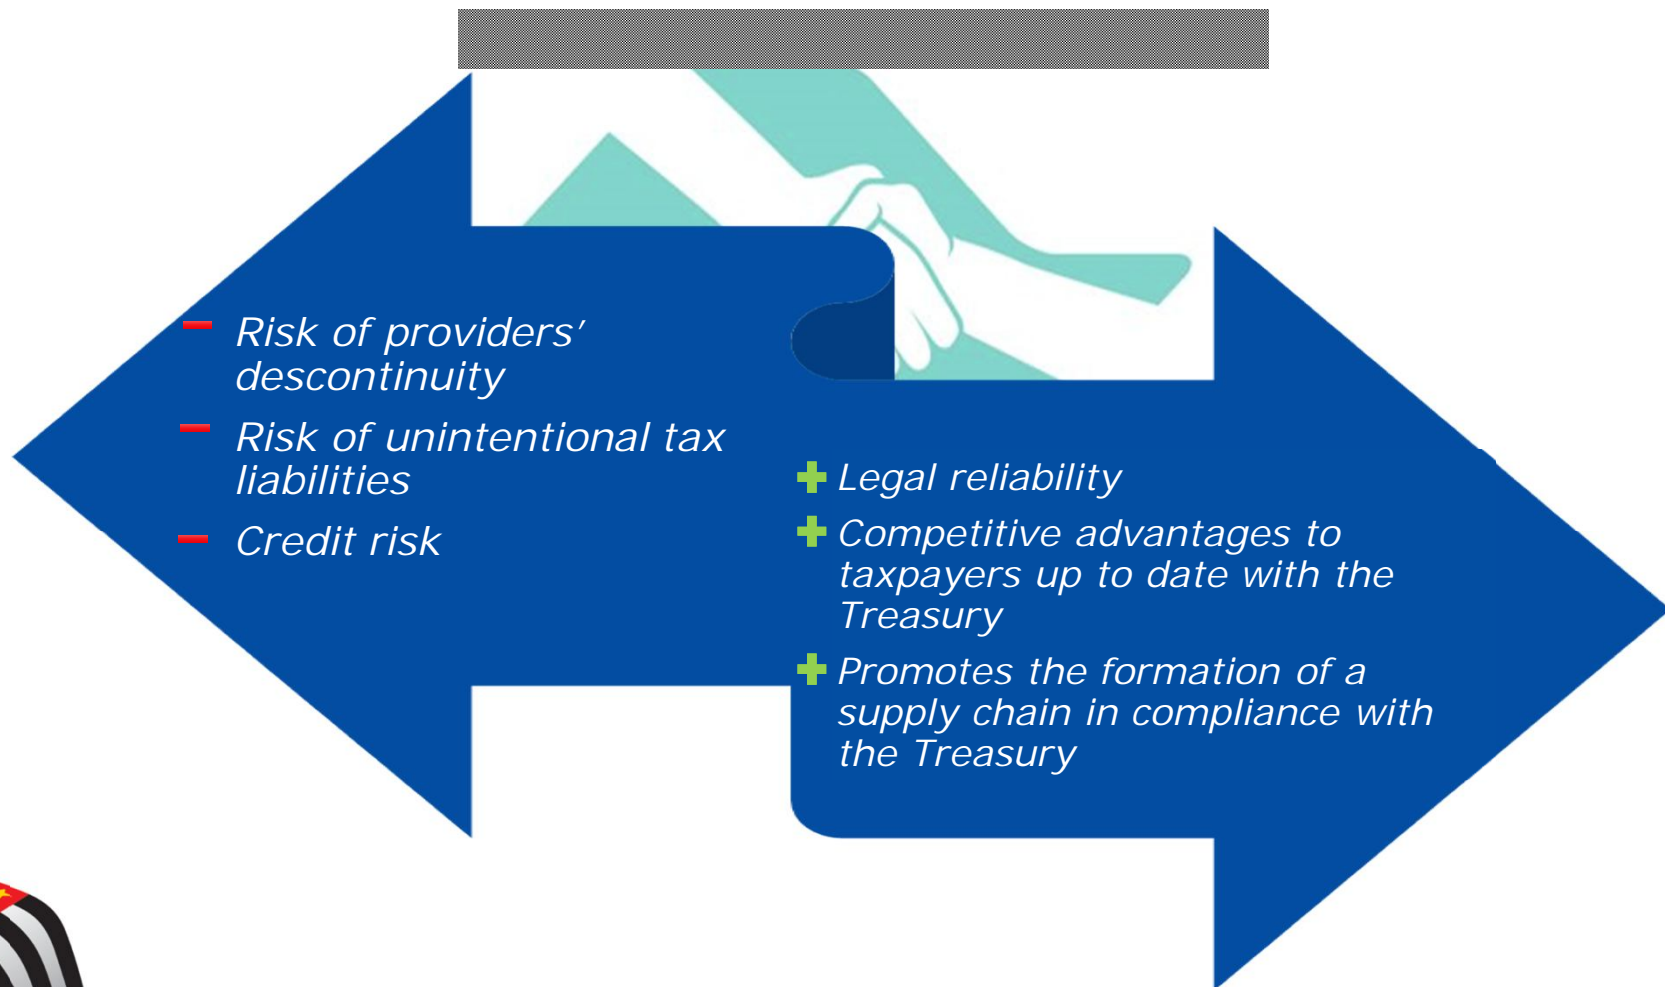 Risk of providers'
descontinuity
Risk of unintentional tax
liabilities
Credit risk
Legal reliability
Competitive advantages to
taxpayers up to date with the
Treasury
Promotes the formation of a
supply chain in compliance with
the Treasury